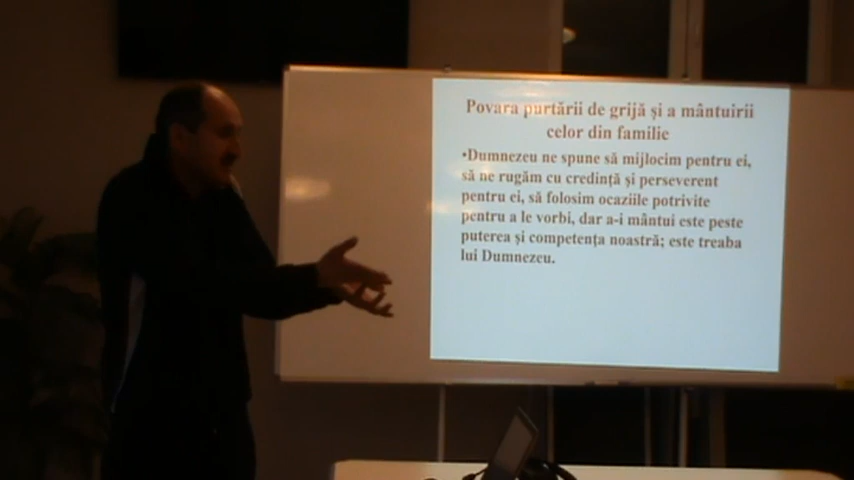 Povara purtării de grijă și a mântuirii
celor din familie
•Dumnezeu ne spune să mijlocim pentru ei,
să ne rugăm cu credință și perseverent
pentru ei, să folosim ocaziile potrivite
pentru a le vorbi, dar a-i mântui este peste
puterea și competența noastră; este treaba
lui Dumnezeu.